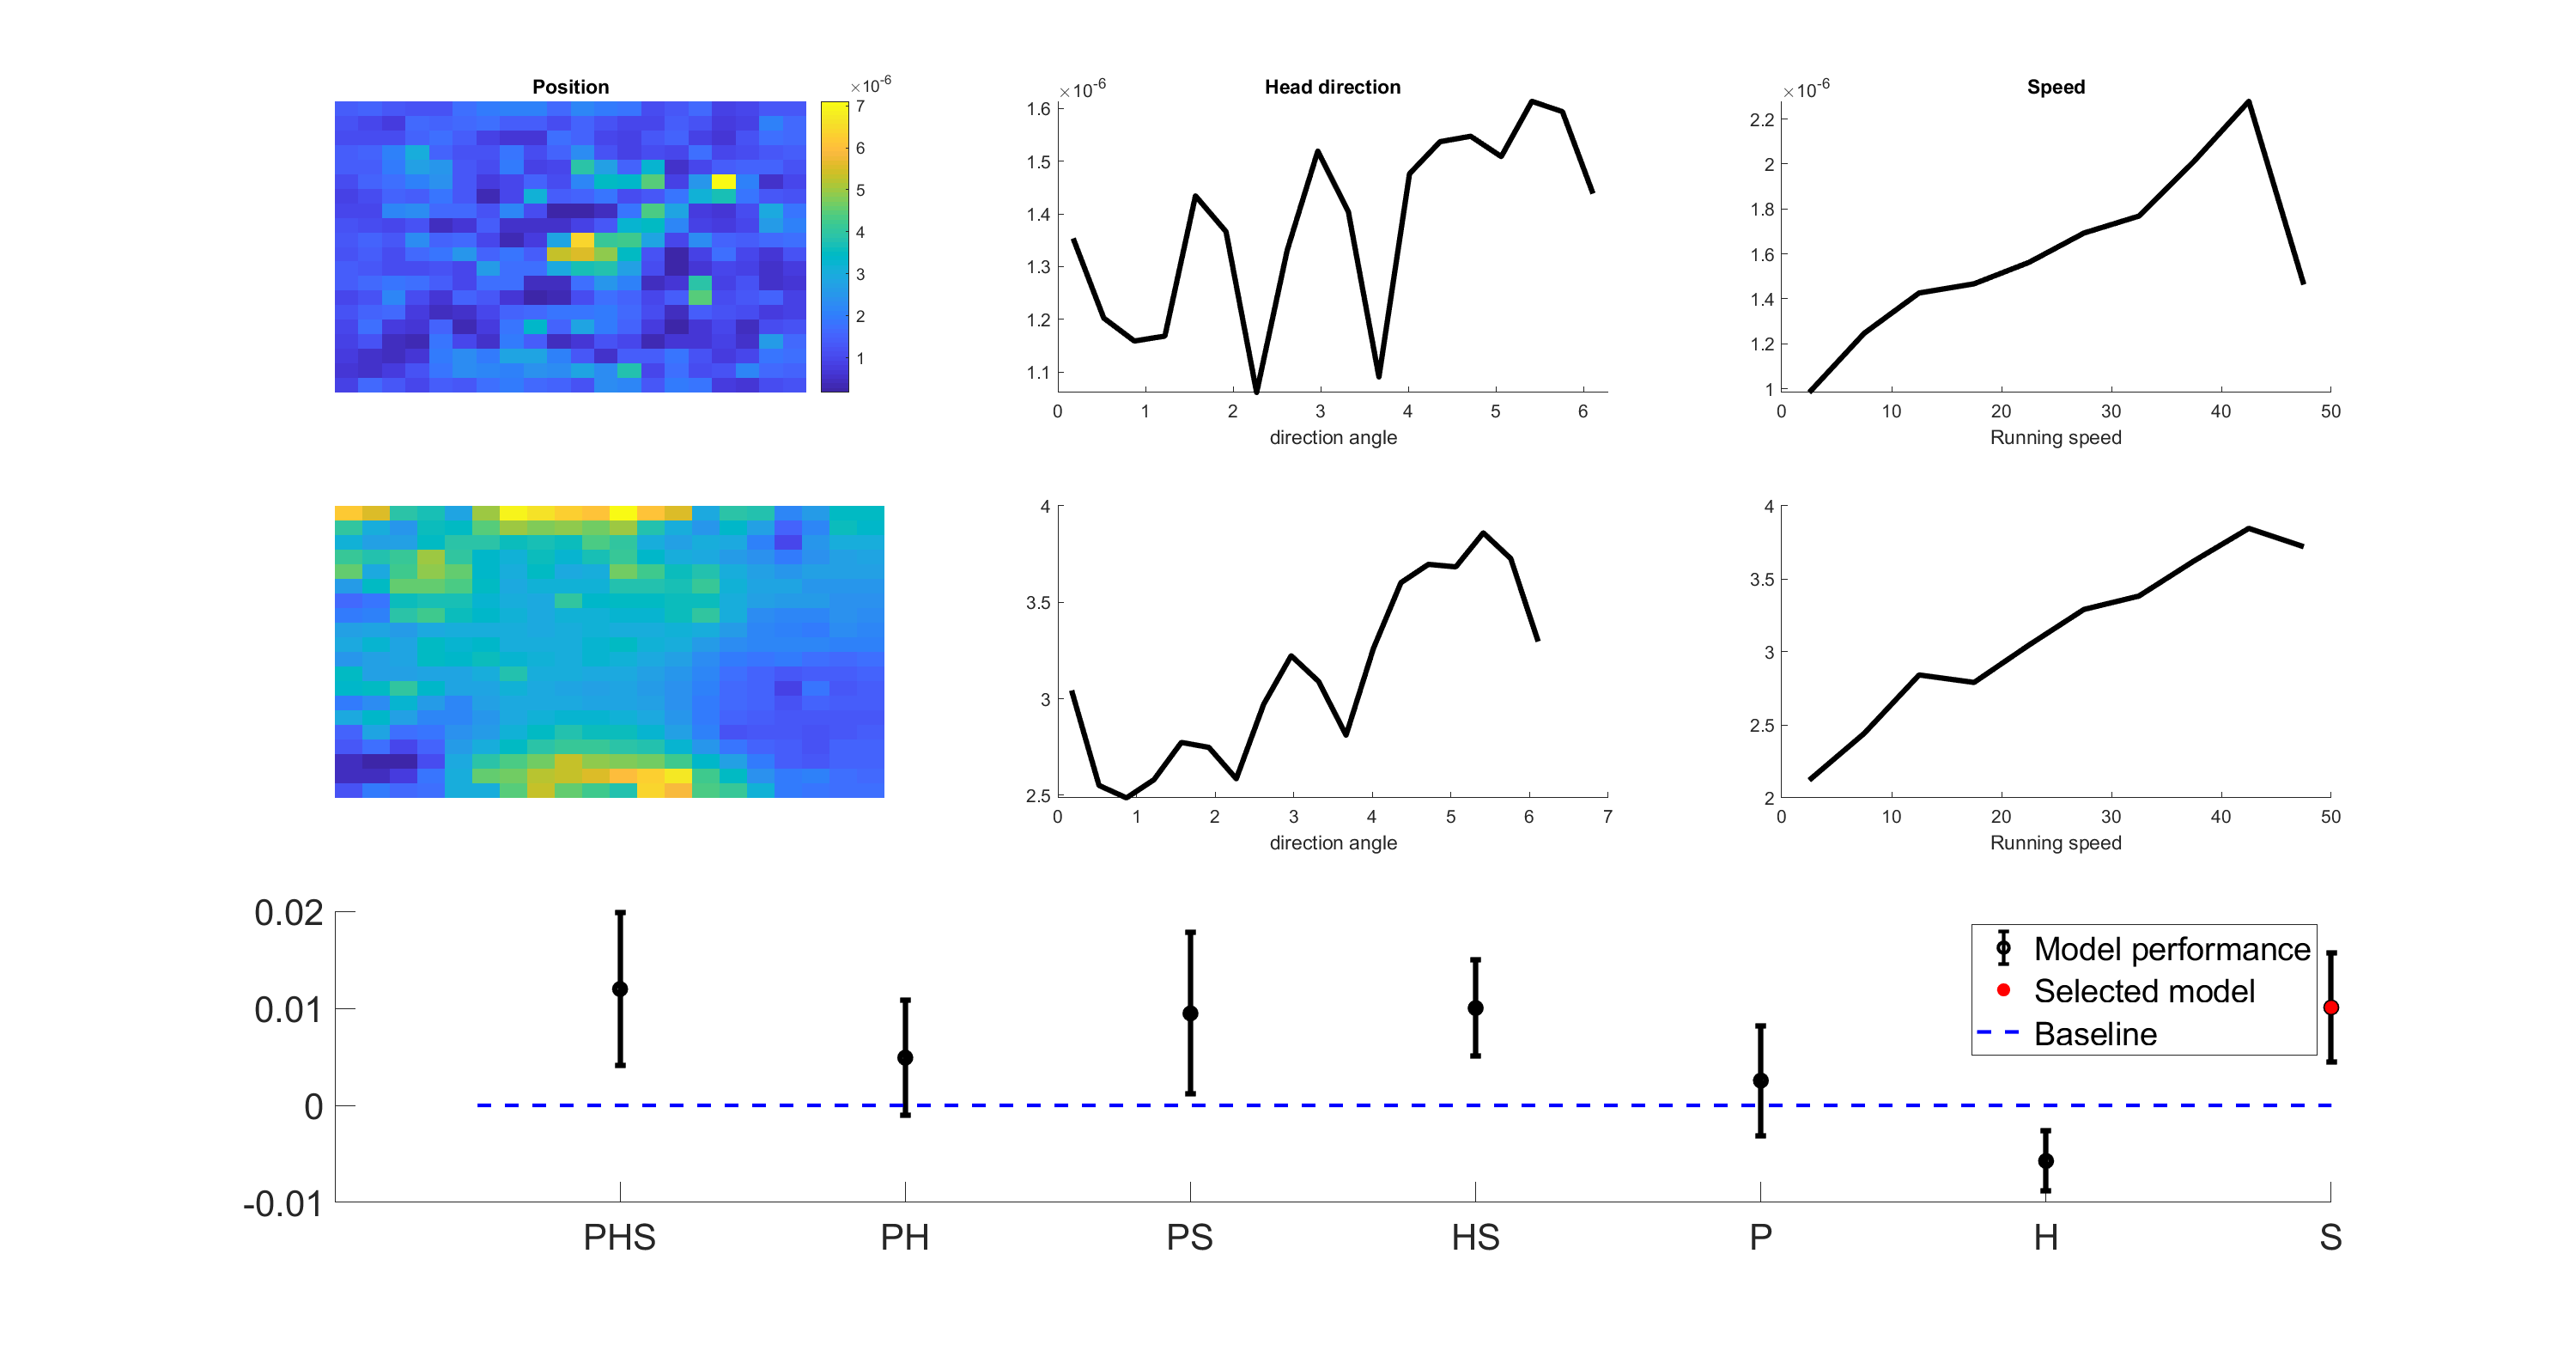 Position
×10-6
7
6
5
4
3
2
1
Head direction
×10-6
1.6
1.5
1.4
1.3
1.2
1.1
0 1 2 3 4 5 6
direction angle
Speed
×10-6
2.2
2
1.8
1.6
1.4
1.2
1
0 10 20 30 40 50
Running speed
4
3.5
3
2.5
0 1 2 3 4 5 6 7
direction angle
4
3.5
3
2.5
2
0 10 20 30 40 50
Running speed
0.02
0.01
0
-0.01
PHS PH PS HS P H S
Model performance
Selected model
Baseline